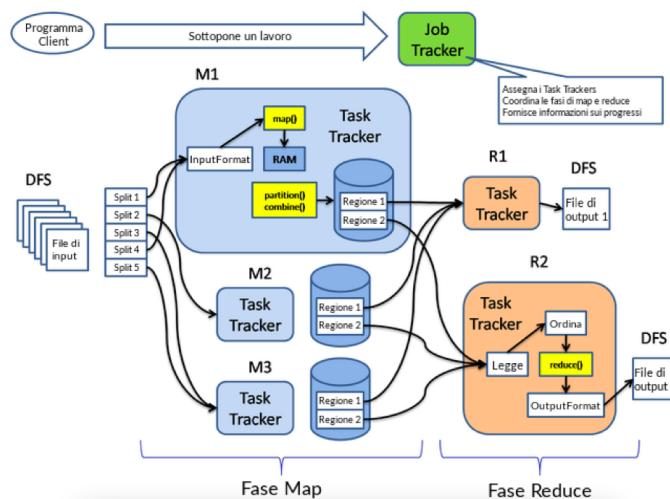 Programma
Client
Sottopone un lavoro
Job
Tracker
Assegna i Task Trackers
Coordina le fasi di map e reduce
Fornisce informazioni sui progressi
M1
map()
Task
Tracker
InputFormat
RAM
partition()
combine()
Regione 1
Regione 2
DFS
File di
input
Split 1
Split 2
Split 3
Split 4
Split 5
R1
Task
Tracker
DFS
File di
output 1
M2
Task
Tracker
Regione 1
Regione 2
M3
Task
Tracker
Regione 1
Regione 2
R2
Task
Tracker
Ordina
Legge
reduce()
OutputFormat
DFS
File di
output
Fase Map
Fase Reduce